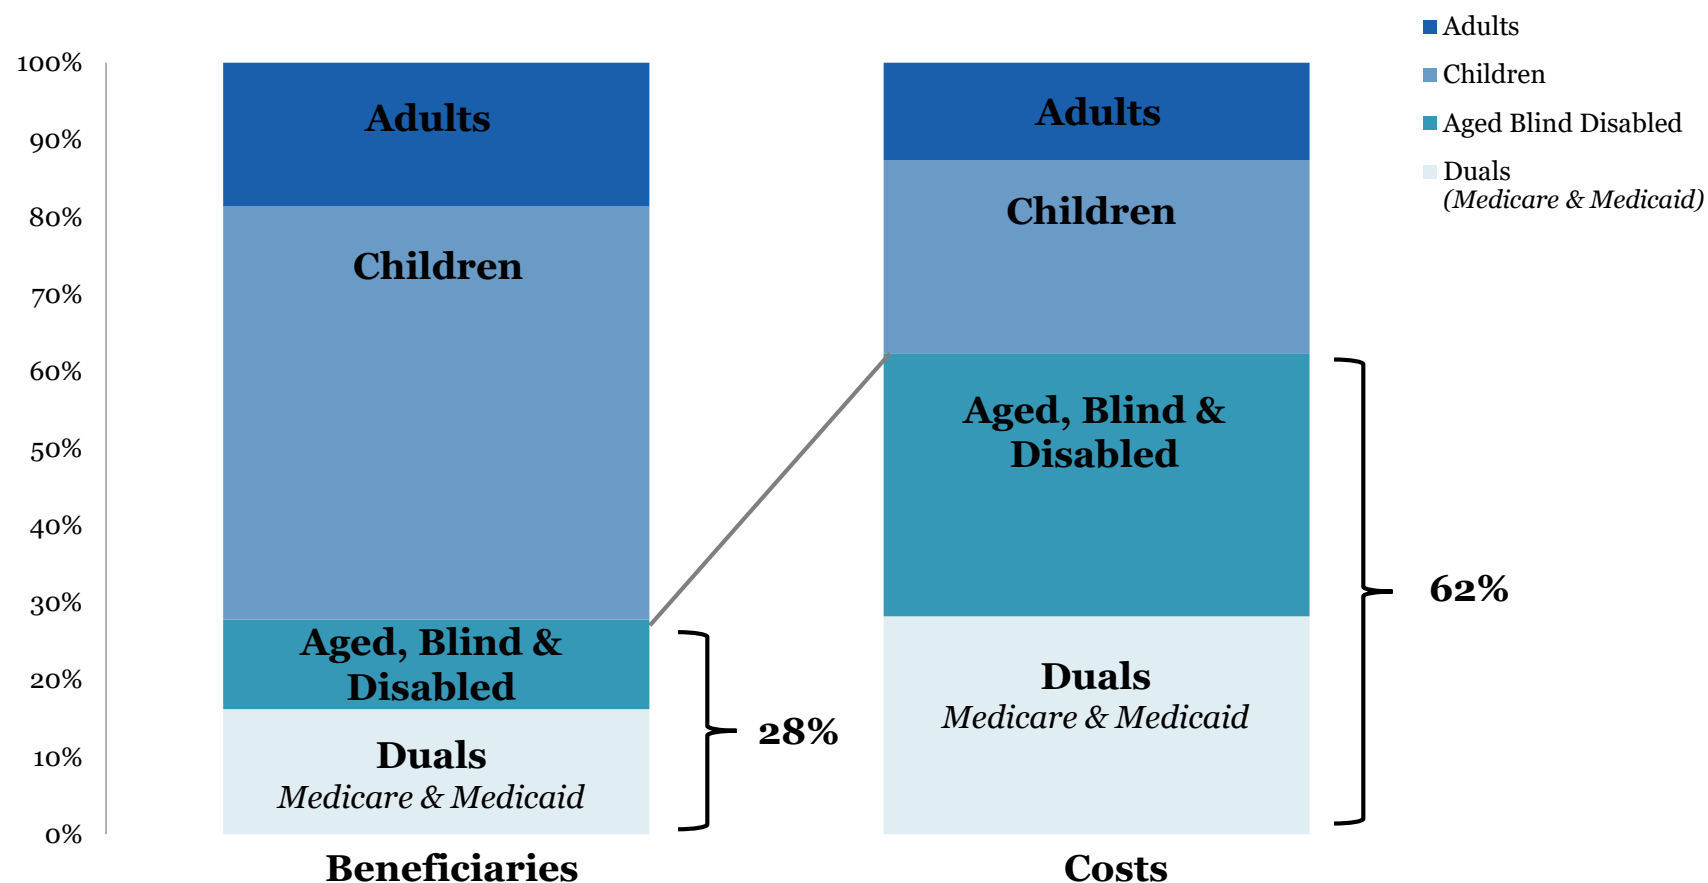 Adults
Children
Aged Blind Disabled
Duals
(Medicare & Medicaid)
100%
90%
80%
70%
60%
50%
40%
30%
20%
10%
0%
Adults
Children
Aged, Blind &
Disabled
Duals
Medicare & Medicaid
28%
Beneficiaries
Adults
Children
Aged, Blind &
Disabled
Duals
Medicare & Medicaid
62%
Costs